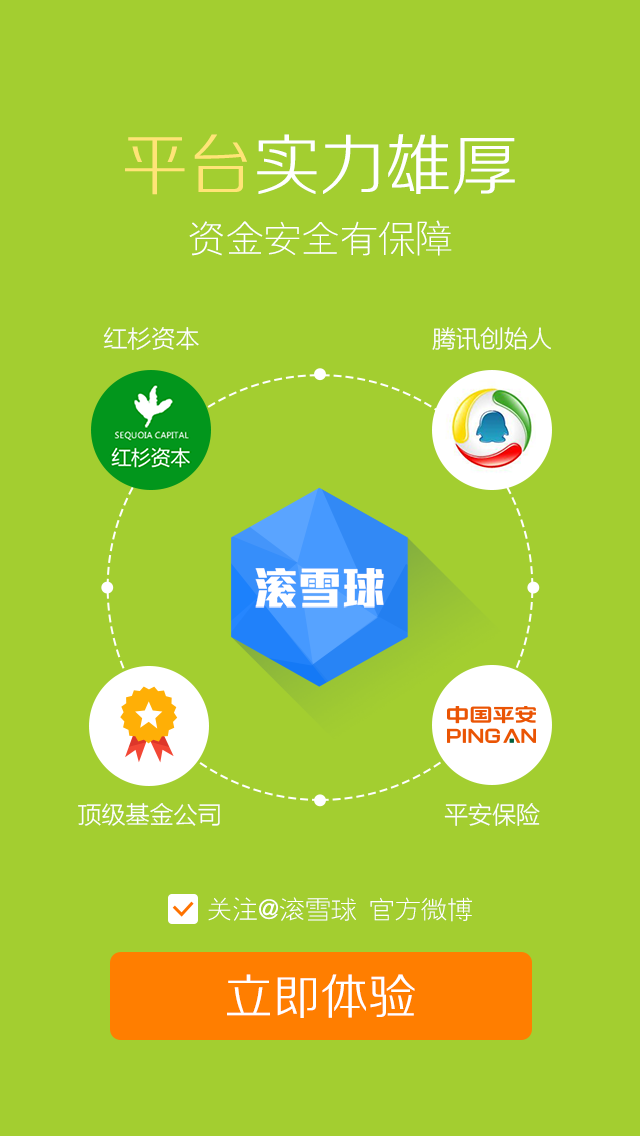 平台实力雄厚
资金安全有保障
红杉资本
腾讯创始人
SEQUOIA CAPITAL
红杉资本
滚雪球
中国平安
PING AN
顶级基金公司
平安保险
关注@滚雪球 官方微博
立即体验